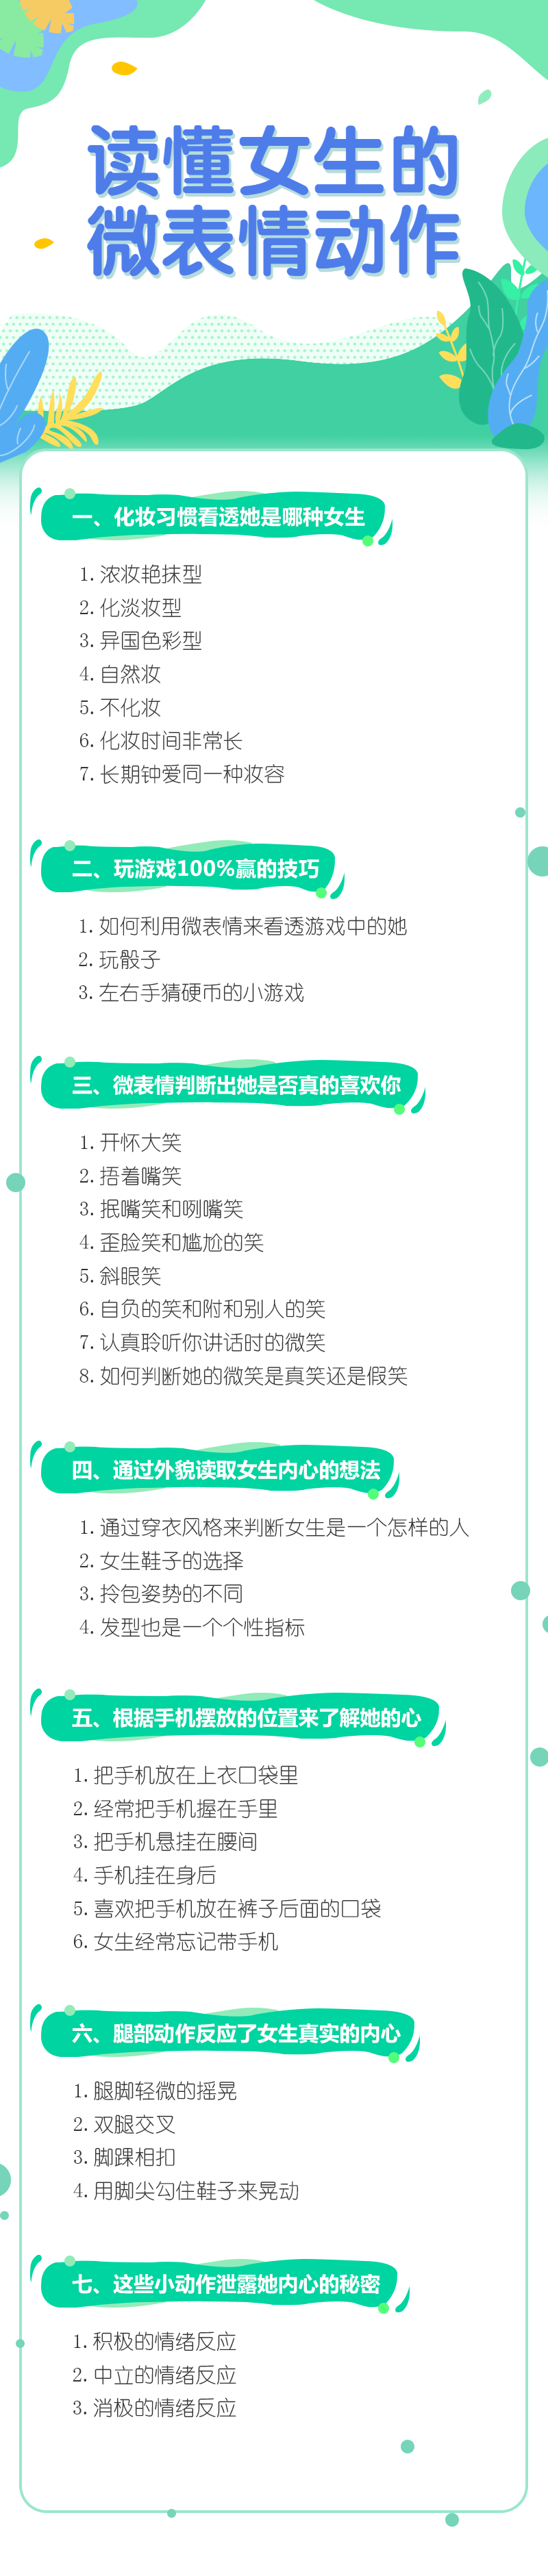 读懂女生的
微表情动作
一、化妆习惯看透她是哪种女生
1. 浓妆艳抹型
2. 化淡妆型
3. 异国色彩型
4. 自然妆
5. 不化妆
6. 化妆时间非常长
7. 长期钟爱同一种妆容
二、玩游戏100%赢的技巧
1. 如何利用微表情来看透游戏中的她
2. 玩骰子
3. 左右手猜硬币的小游戏
三、微表情判断出她是否真的喜欢你
1. 开怀大笑
2. 捂着嘴笑
3. 抿嘴笑和咧嘴笑
4. 歪脸笑和尴尬的笑
5. 斜眼笑
6. 自负的笑和附和别人的笑
7. 认真聆听你讲话时的微笑
8. 如何判断她的微笑是真笑还是假笑
四、通过外貌读取女生内心的想法
1. 通过穿衣风格来判断女生是一个怎样的人
2. 女生鞋子的选择
3. 拎包姿势的不同
4. 发型也是一个个性指标
五、根据手机摆放的位置来了解她的心
1. 把手机放在上衣口袋里
2. 经常把手机握在手里
3. 把手机悬挂在腰间
4. 手机挂在身后
5. 喜欢把手机放在裤子后面的口袋
6. 女生经常忘记带手机
六、腿部动作反应了女生真实的内心
1. 腿脚轻微的摇晃
2. 双腿交叉
3. 脚踝相扣
4. 用脚尖勾住鞋子来晃动
七、这些小动作泄露她内心的秘密
1. 积极的情绪反应
2. 中立的情绪反应
3. 消极的情绪反应